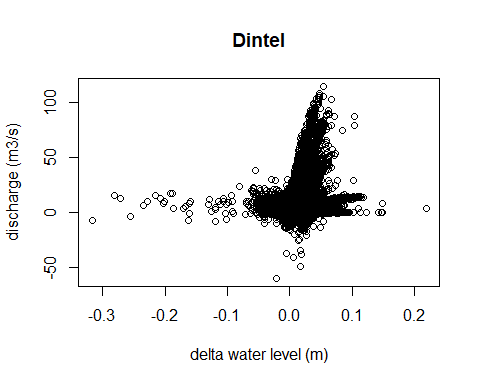 Dintel
discharge (m3/s)
100
50
0
-50
-0.3 -0.2 -0.1 0.0 0.1 0.2
delta water level (m)